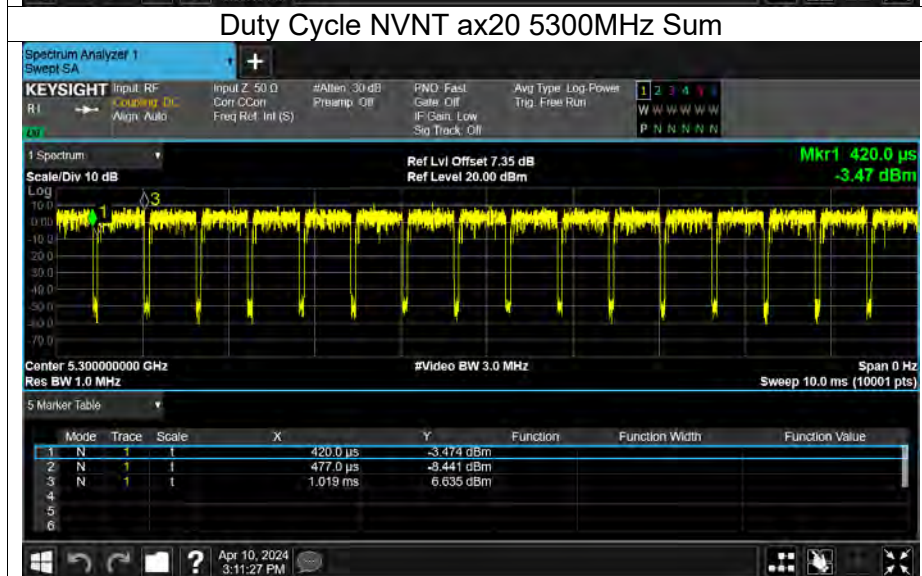 Duty Cycle NVNT ax20 5300MHz Sum
Spectrum Analyzer 1
Swept SA
+
KEYSIGHT Input: RF Input Z: 50 Ω #Atten: 30 dB PNO: Fast Avg Type: Log-Power 1 2 3 4 5 6
Coupling: DC Corr CCorr Preamp: Off Gate: Off Trig: Free Run W W W W W W
Align: Auto Freq Ref: Int (S) IF Gain: Low
Sig Track: Off P N N N N N
1 Spectrum Ref Lvl Offset 7.35 dB Mkr1 420.0 µs
Scale/Div 10 dB Ref Level 20.00 dBm -3.47 dBm
Log
10.0
0.00
-10.0
-20.0
-30.0
-40.0
-50.0
-60.0
-70.0
1
3
Center 5.300000000 GHz #Video BW 3.0 MHz Span 0 Hz
Res BW 1.0 MHz Sweep 10.0 ms (10001 pts)
5 Marker Table
Mode Trace Scale X Y Function Function Width Function Value
1 N 1 t 420.0 µs -3.474 dBm
2 N 1 t 477.0 µs -8.441 dBm
3 N 1 t 1.019 ms 6.635 dBm
4
5
6
? Apr 10, 2024
3:11:27 PM